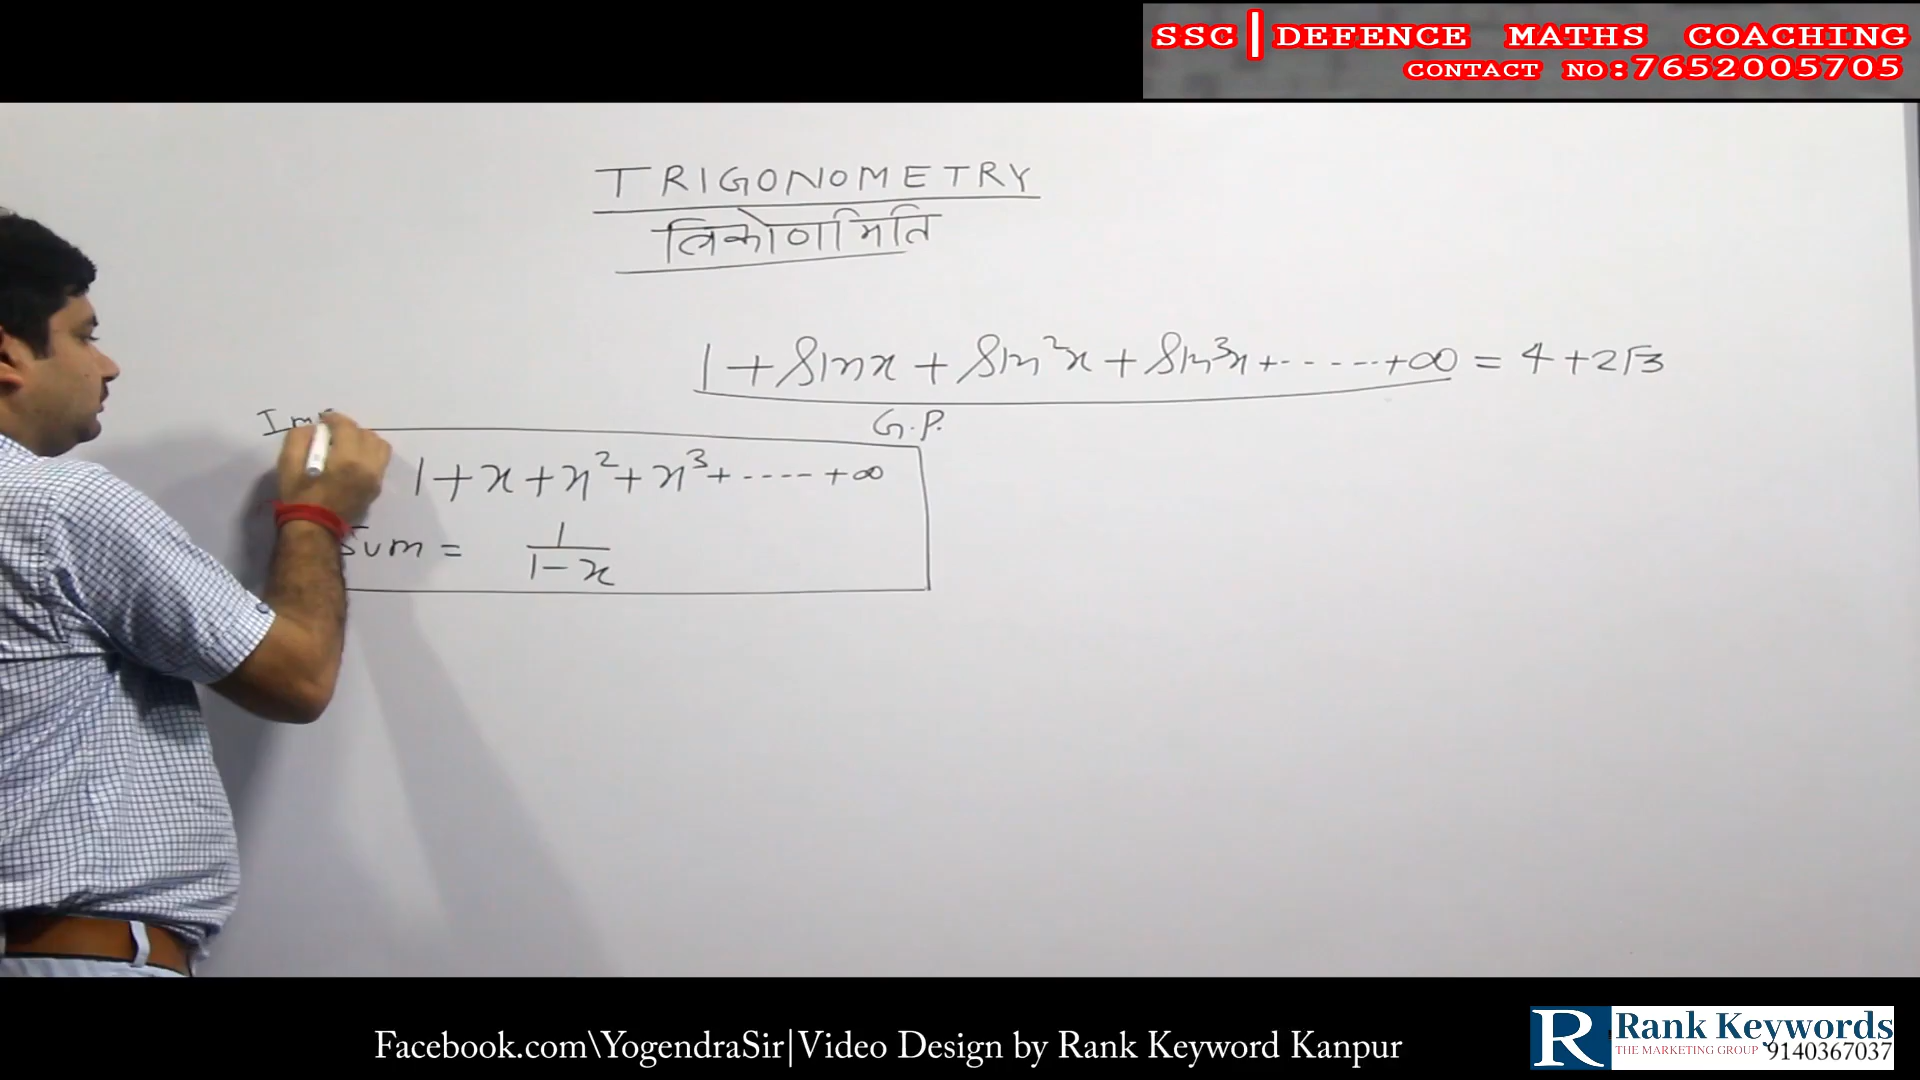 SSC|DEFENCE MATHS COACHING
CONTACT NO:7652005705
TRIGONOMETRY
त्रिकोणमिति
1 + sin x + sin²x + sin³x + ...... + ∞ = 4 + 2√3
G.P.
1 + x + x² + x³ + ..... + ∞
Sum = 1/(1-x)
Facebook.com\YogendraSir|Video Design by Rank Keyword Kanpur
R Rank Keywords
THE MARKETING GROUP 9140367037